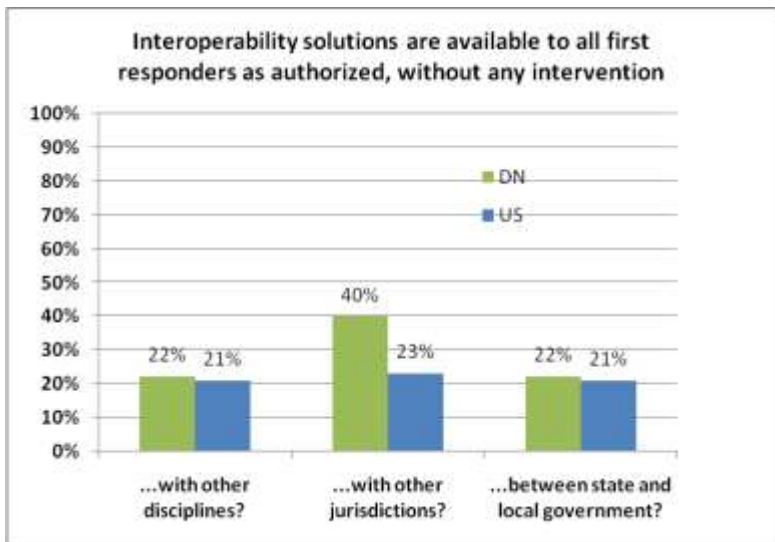 Interoperability solutions are available to all first
responders as authorized, without any intervention
100%
90%
80%
70%
60%
50%
40%
30%
20%
10%
0%
DN
US
22%
21%
40%
23%
22%
21%
...with other
disciplines?
...with other
jurisdictions?
...between state and
local government?